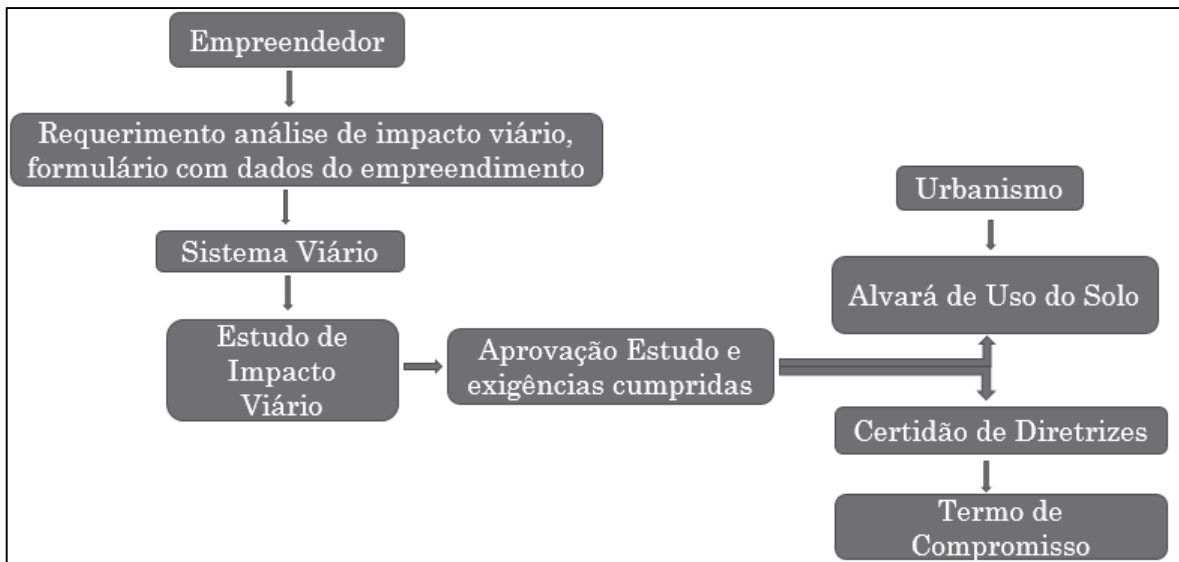 Empreendedor
Requerimento análise de impacto viário,
formulário com dados do empreendimento
Sistema Viário
Estudo de
Impacto
Viário
Aprovação Estudo e
exigências cumpridas
Urbanismo
Alvará de Uso do Solo
Certidão de Diretrizes
Termo de
Compromisso